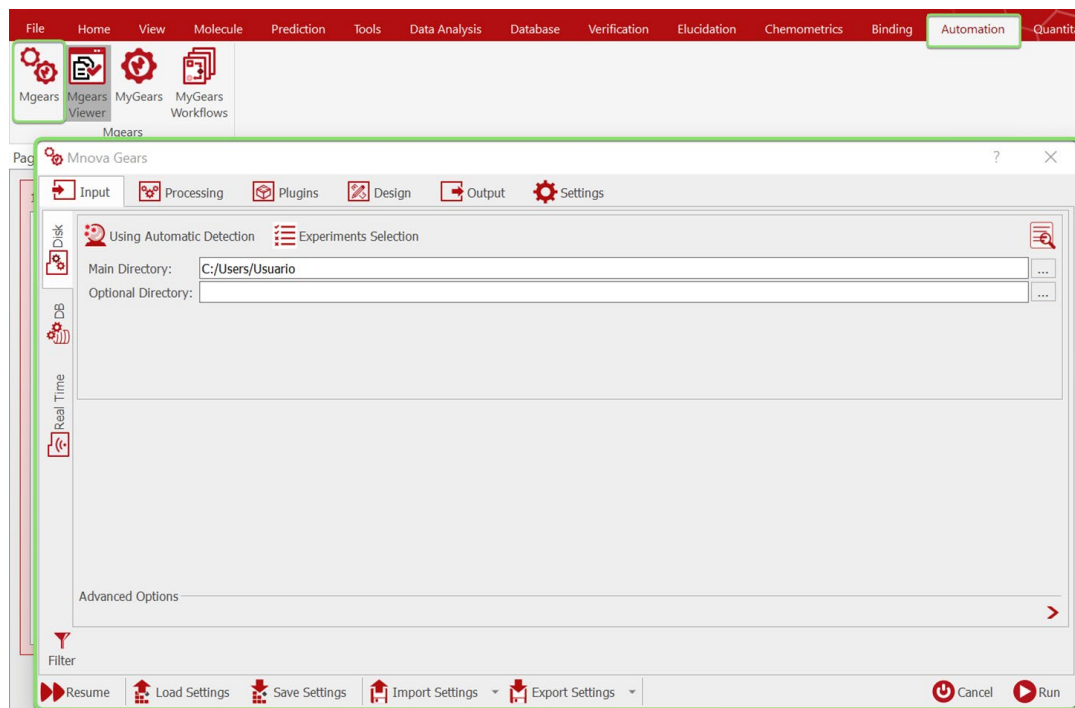 File Home View Molecule Prediction Tools Data Analysis Database Verification Elucidation Chemometrics Binding Automation Quantit
Mgears Mgears Viewer MyGears MyGears Workflows
Mgears
Pag
Mnova Gears ? ×
Input Processing Plugins Design Output Settings
Disk
Using Automatic Detection Experiments Selection
Main Directory: C:/Users/Usuario ...
Optional Directory: ...
DB
Real Time
Advanced Options
Filter
Resume Load Settings Save Settings Import Settings Export Settings Cancel Run